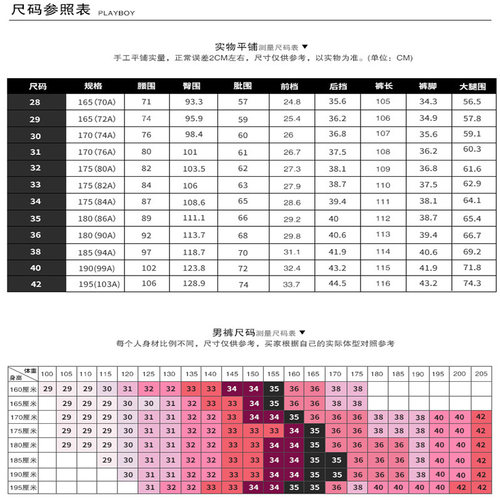 尺码参照表 PLAYBOY
实物平铺测量尺码表▼
手工平铺实量，正常误差2CM左右，尺寸仅供参考，以实物为准。(单位：CM)
尺码 规格 腰围 臀围 肶围 前档 后挡 裤长 裤脚 大腿围
28 165(70A) 71 93.3 57 24.8 35.6 105 34.3 56.5
29 165(72A) 74 95.9 59 25.4 36.2 106 34.9 57.8
30 170(74A) 76 98.4 60 26 36.8 107 35.6 59.1
31 170(76A) 80 101 61 26.7 37.5 108 36.2 60.3
32 175(80A) 82 103.5 62 27.3 38.1 109 36.8 61.6
33 175(82A) 84 106 63 27.9 38.7 110 37.5 62.9
34 175(84A) 87 108.6 65 28.6 39.4 111 38.1 64.1
35 180(86A) 89 111.1 66 29.2 40 112 38.7 65.4
36 180(90A) 92 113.7 68 29.8 40.6 113 39.4 66.7
38 185(94A) 97 118.7 70 31.1 41.9 114 40.6 69.2
40 190(99A) 102 123.8 72 32.4 43.2 115 41.9 71.8
42 195(103A) 106 128.9 74 33.7 44.5 116 43.2 74.3
男裤尺码测量尺码表▼
每个人身材比例不同，尺寸仅供参考，买家根据自己的实际体型对照参考
体重 身高 100 105 110 115 120 125 130 135 140 145 150 155 160 165 170 175 180 185 190 195 200 205
160厘米 29 29 29 30 31 32 32 33 33 34 34 35 36 36 38 38
165厘米 29 29 29 30 30 31 32 33 33 34 35 36 36 38 38
170厘米 29 29 30 31 31 32 32 33 34 34 35 36 36 36 38 38 38 38 40 40 42
175厘米 29 29 29 30 31 31 32 32 33 33 34 34 35 36 36 38 38 38 40 40 42
180厘米 29 29 29 30 31 31 32 32 33 33 34 34 35 36 36 36 38 38 40 40 42
185厘米 29 30 31 31 32 32 33 33 34 34 35 35 36 36 38 38 40 40 42
190厘米 30 31 31 32 32 33 33 34 34 35 35 36 36 38 38 40 40 42
195厘米 31 32 32 33 33 34 34 35 35 36 36 38 38 40 40 42 42